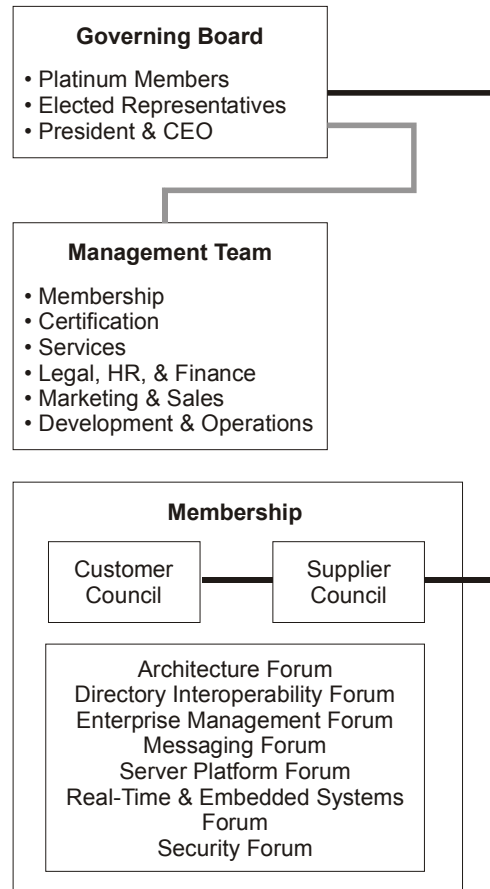 Governing Board
• Platinum Members
• Elected Representatives
• President & CEO
Management Team
• Membership
• Certification
• Services
• Legal, HR, & Finance
• Marketing & Sales
• Development & Operations
Membership
Customer
Council
Supplier
Council
Architecture Forum
Directory Interoperability Forum
Enterprise Management Forum
Messaging Forum
Server Platform Forum
Real-Time & Embedded Systems
Forum
Security Forum